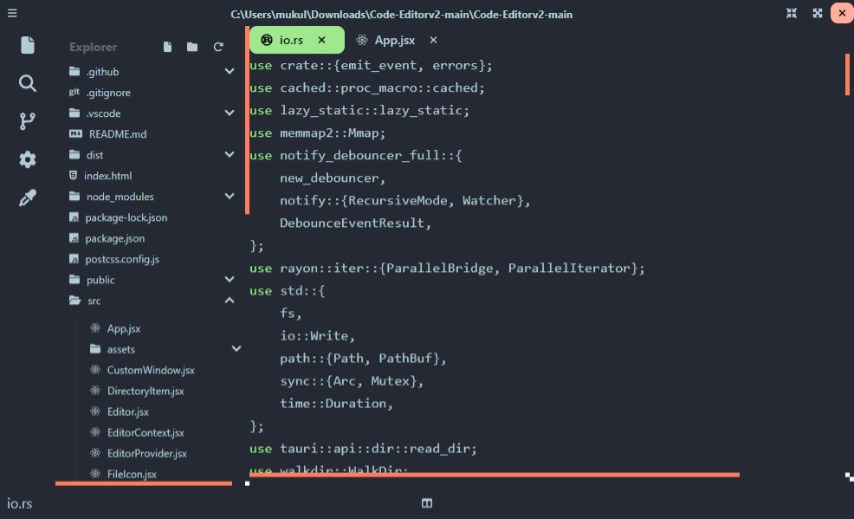 C:\Users\mukul\Downloads\Code-Editorv2-main\Code-Editorv2-main
Explorer
.github
git .gitignore
.vscode
README.md
dist
index.html
node_modules
package-lock.json
package.json
postcss.config.js
public
src
App.jsx
assets
CustomWindow.jsx
DirectoryItem.jsx
Editor.jsx
EditorContext.jsx
EditorProvider.jsx
FileIcon.jsx
io.rs
App.jsx
use crate::{emit_event, errors};
use cached::proc_macro::cached;
use lazy_static::lazy_static;
use memmap2::Mmap;
use notify_debouncer_full::{
    new_debouncer,
    notify::{RecursiveMode, Watcher},
    DebounceEventResult,
};
use rayon::iter::{ParallelBridge, ParallelIterator};
use std::{
    fs,
    io::Write,
    path::{Path, PathBuf},
    sync::{Arc, Mutex},
    time::Duration,
};
use tauri::api::dir::read_dir;
use walkdir::WalkDir;
io.rs